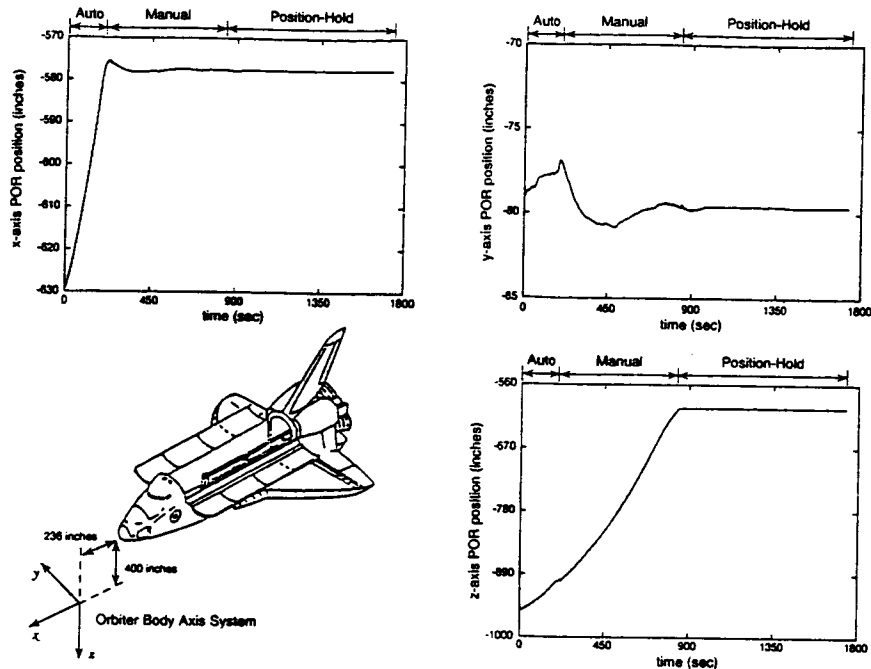 Auto Manual Position-Hold
-570
-580
-590
-600
-610
-620
-630
x-axis POR position (inches)
0 450 900 1350 1800
time (sec)
Auto Manual Position-Hold
-70
-75
-80
-85
y-axis POR position (inches)
0 450 900 1350 1800
time (sec)
236 inches
400 inches
y
x
z
Orbiter Body Axis System
Auto Manual Position-Hold
-560
-670
-780
-890
-1000
z-axis POR position (inches)
0 450 900 1350 1800
time (sec)